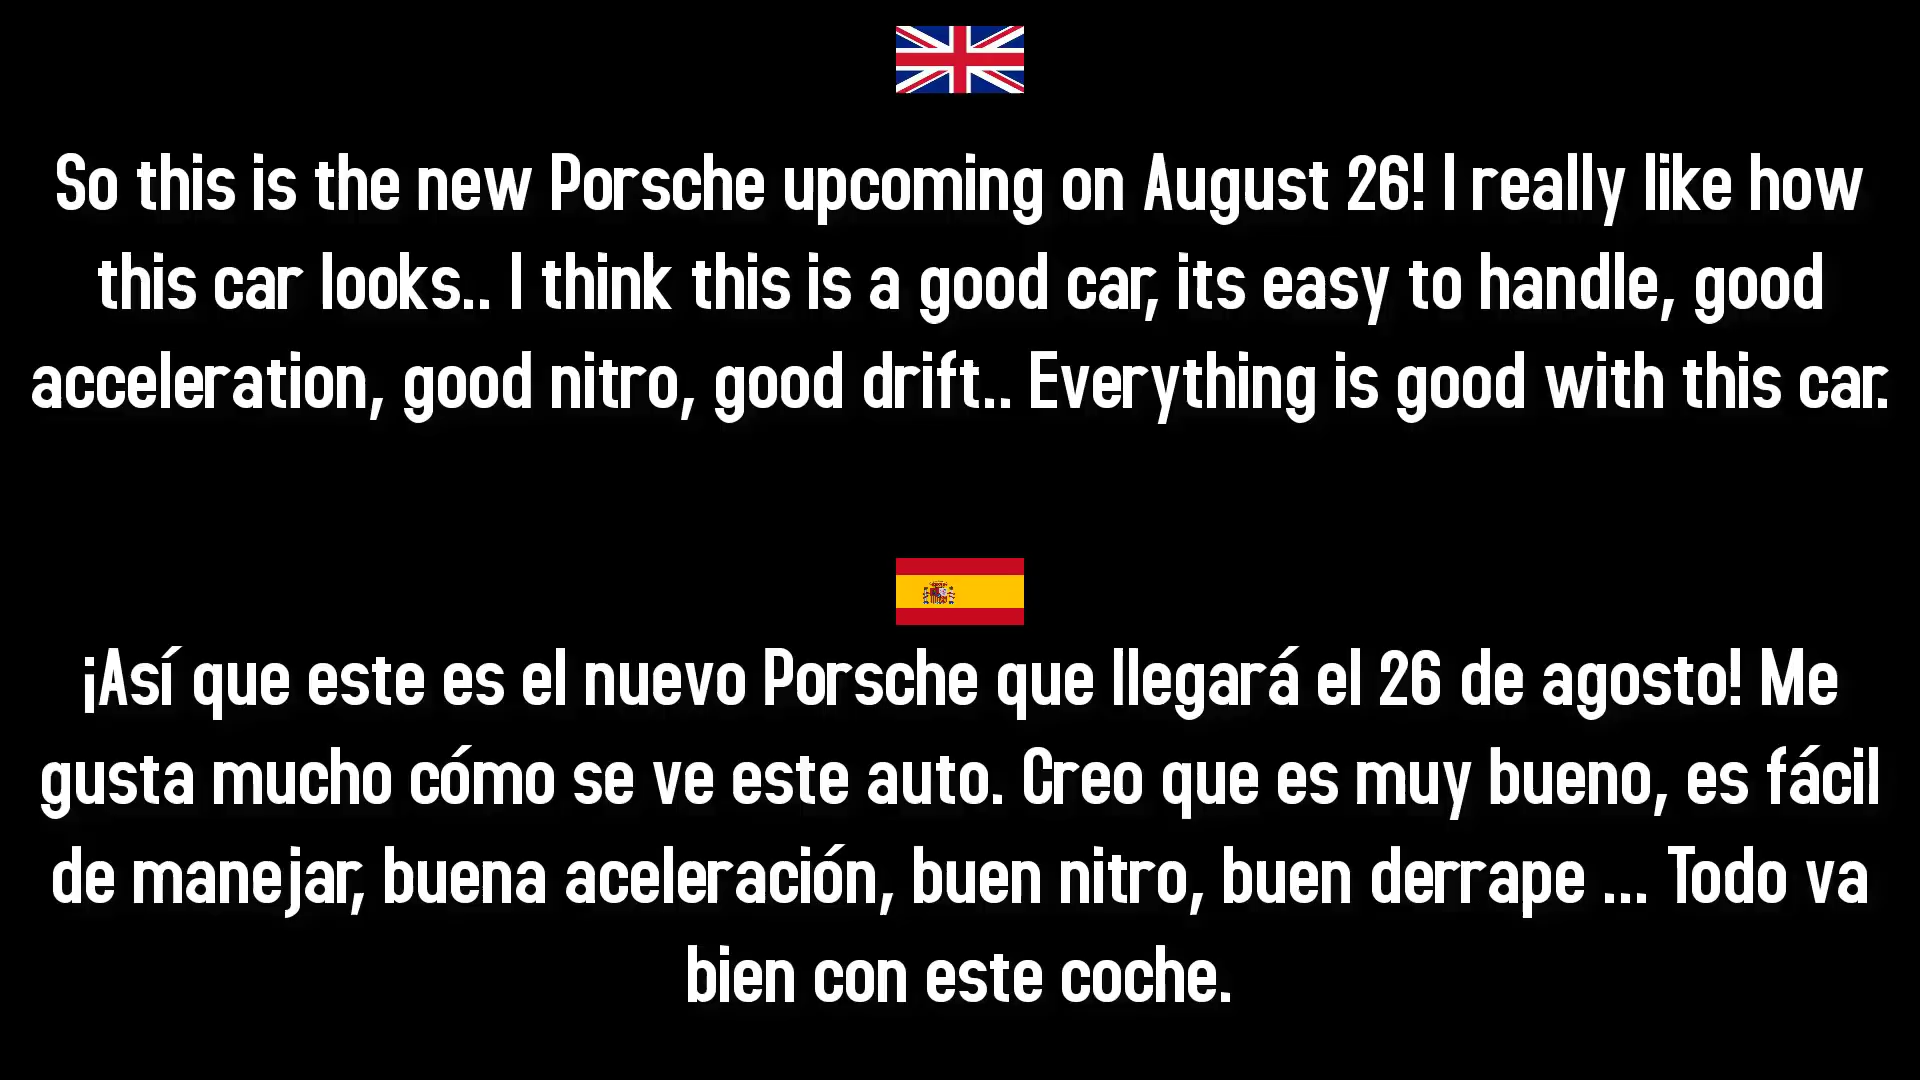 So this is the new Porsche upcoming on August 26! I really like how
this car looks.. I think this is a good car, its easy to handle, good
acceleration, good nitro, good drift.. Everything is good with this car.
¡Así que este es el nuevo Porsche que llegará el 26 de agosto! Me
gusta mucho cómo se ve este auto. Creo que es muy bueno, es fácil
de manejar, buena aceleración, buen nitro, buen derrape ... Todo va
bien con este coche.